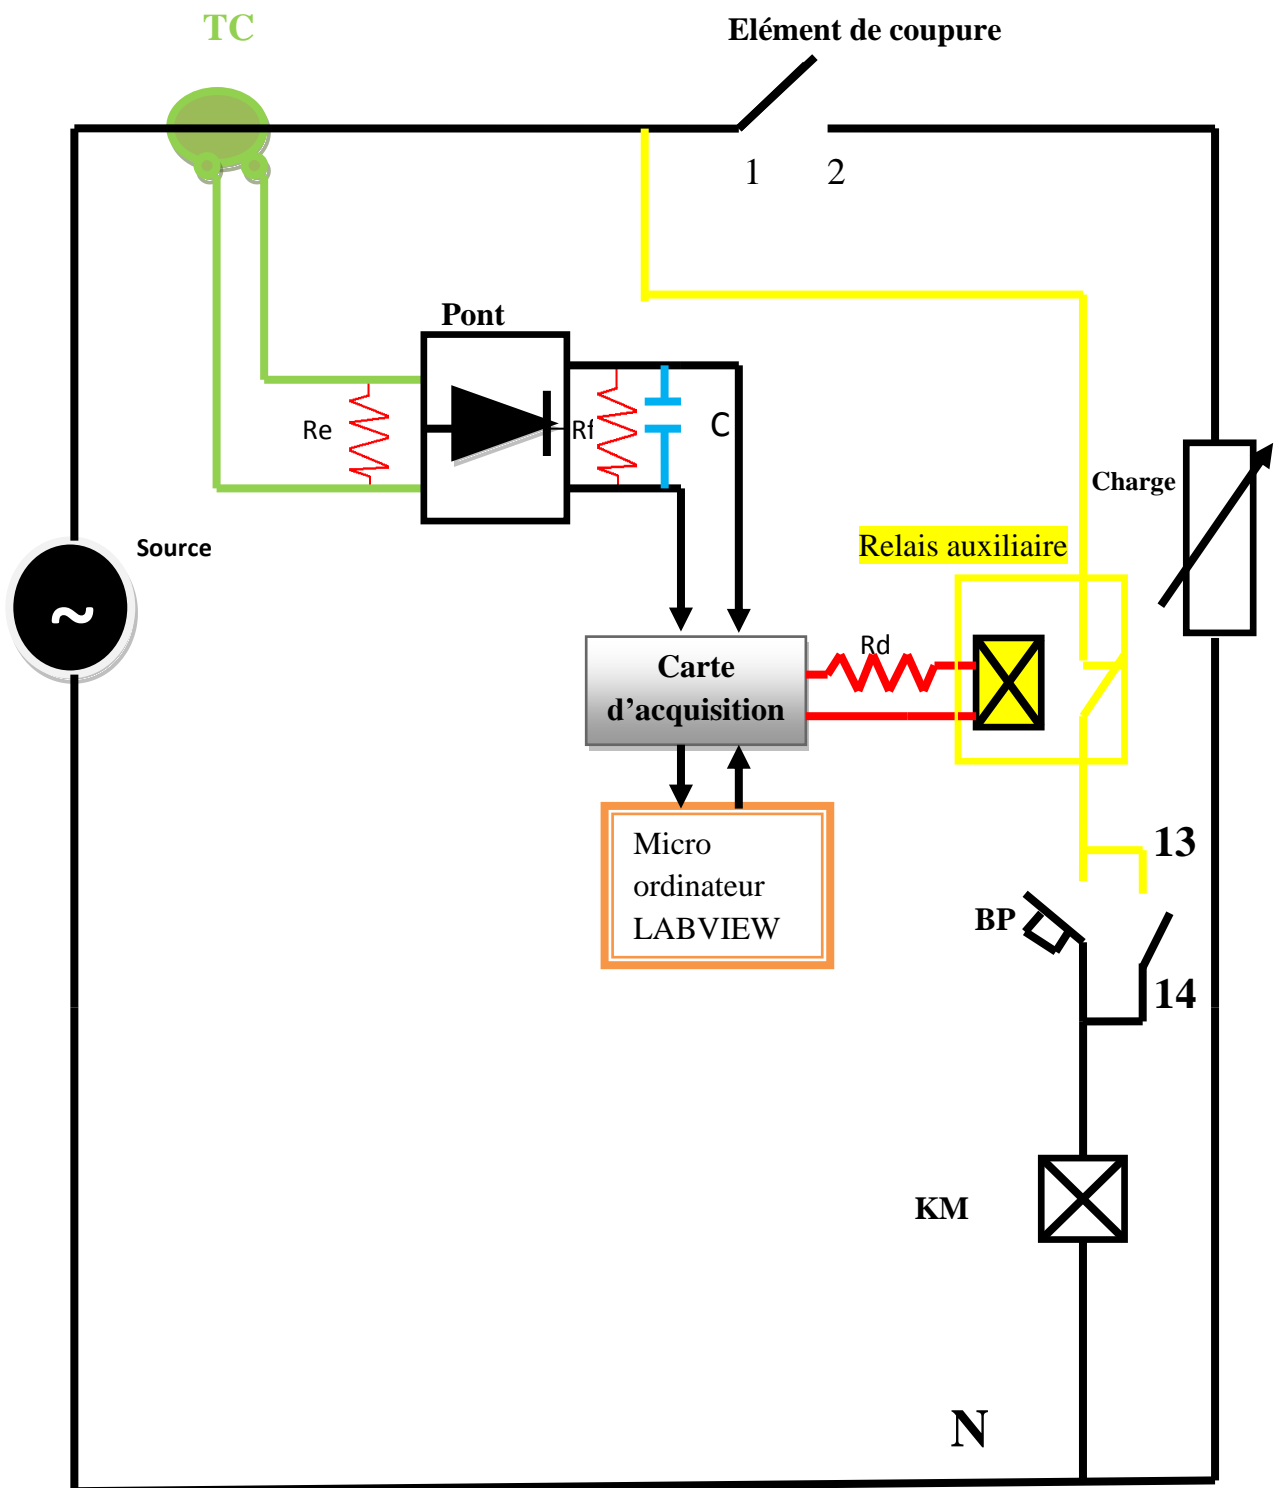 TC
Elément de coupure
1
2
Pont
Re
Rf
C
Charge
Source
~
Relais auxiliaire
Rd
Carte
d’acquisition
Micro
ordinateur
LABVIEW
13
BP
14
KM
N